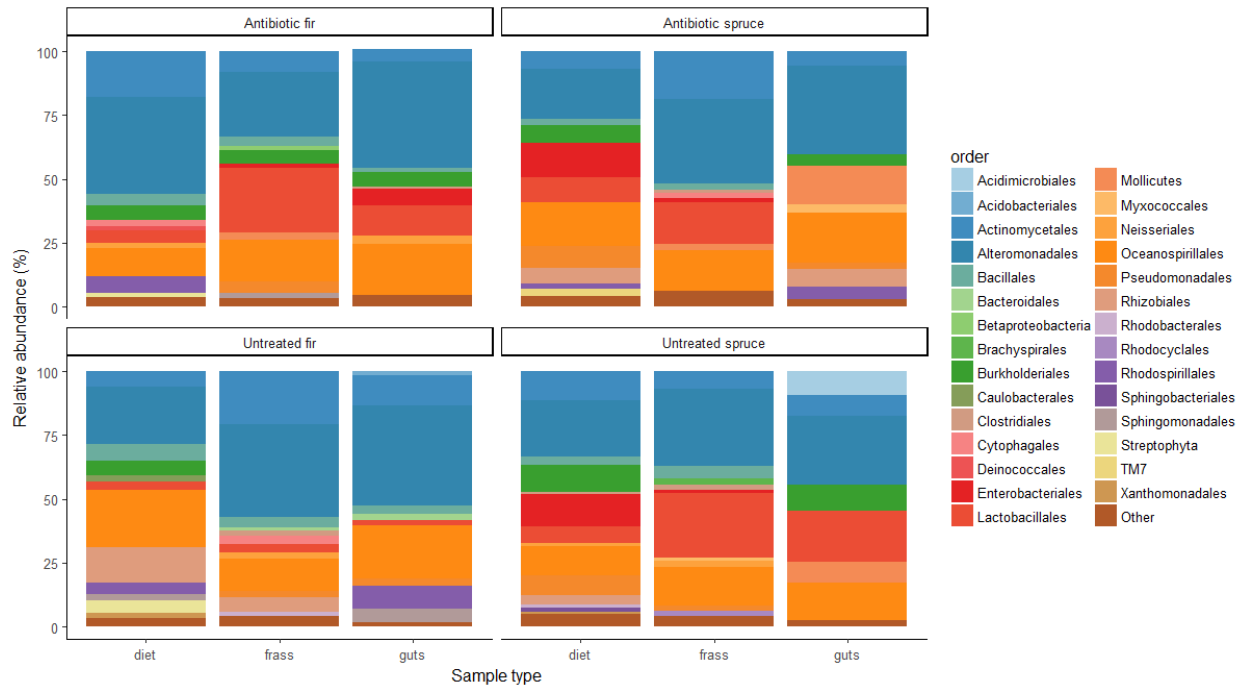 Antibiotic fir
Antibiotic spruce
100
75
50
25
0
Untreated fir
Untreated spruce
100
75
50
25
0
Relative abundance (%)
diet
frass
guts
diet
frass
guts
Sample type
order
Acidimicrobiales
Acidobacteriales
Actinomycetales
Alteromonadales
Bacillales
Bacteroidales
Betaproteobacteria
Brachyspirales
Burkholderiales
Caulobacterales
Clostridiales
Cytophagales
Deinococcales
Enterobacteriales
Lactobacillales
Mollicutes
Myxococcales
Neisseriales
Oceanospirillales
Pseudomonadales
Rhizobiales
Rhodobacterales
Rhodocyclales
Rhodospirillales
Sphingobacteriales
Sphingomonadales
Streptophyta
TM7
Xanthomonadales
Other